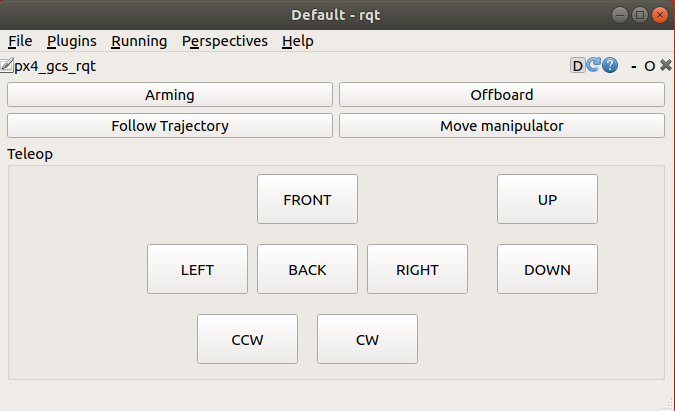 Default - rqt
File Plugins Running Perspectives Help
px4_gcs_rqt D ? - O
Arming Offboard
Follow Trajectory Move manipulator
Teleop
FRONT UP
LEFT BACK RIGHT DOWN
CCW CW